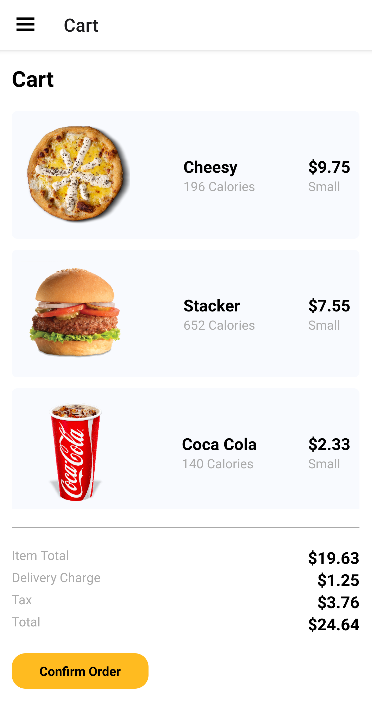 Cart
Cart
Cheesy $9.75
196 Calories Small
Stacker $7.55
652 Calories Small
Coca Cola $2.33
140 Calories Small
Coca-Cola
Item Total $19.63
Delivery Charge $1.25
Tax $3.76
Total $24.64
Confirm Order